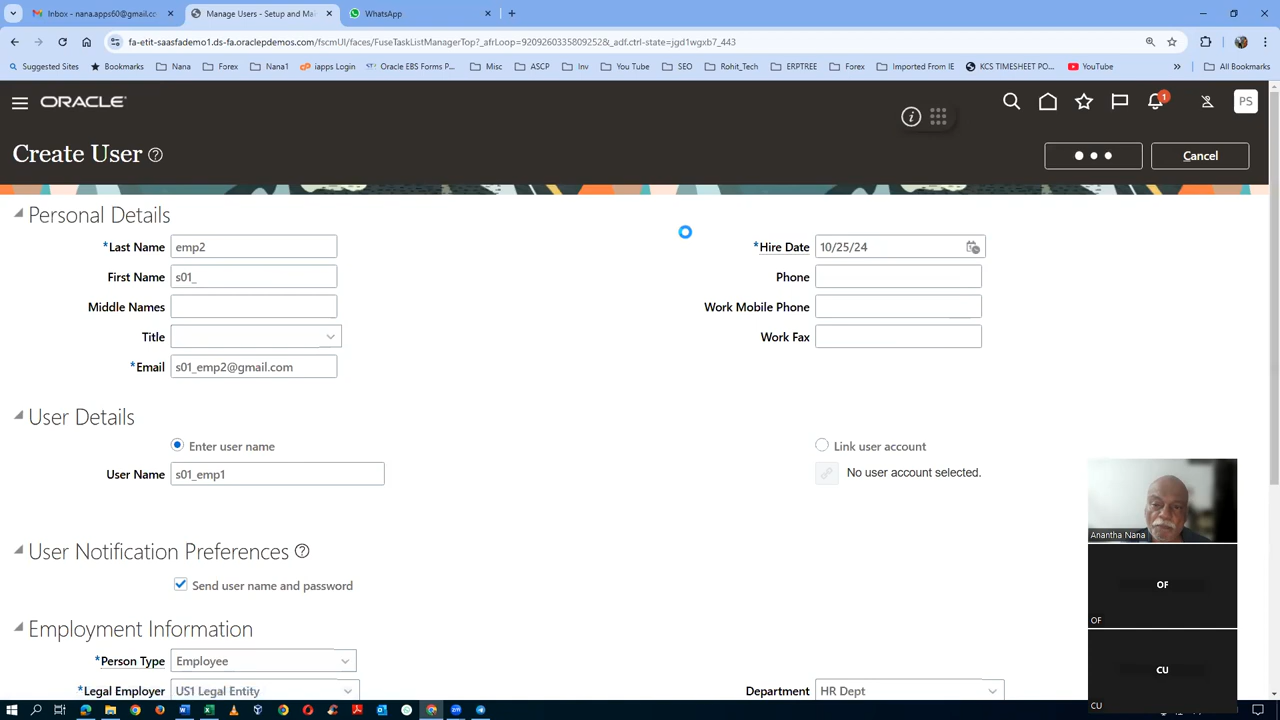 Inbox - nana.apps60@gmail.co
Manage Users - Setup and Mai
WhatsApp
fa-etit-saasfademo1.ds-fa.oraclepdemos.com/fscmUI/faces/FuseTaskListManagerTop?_afrLoop=9209260335809252&_adf.ctrl-state=jgd1wgxb7_443
Suggested Sites
Bookmarks
Nana
Forex
Nana1
iapps Login
Oracle EBS Forms P...
Misc
ASCP
Inv
You Tube
SEO
Rohit_Tech
ERPTREE
Forex
Imported From IE
KCS TIMESHEET PO...
YouTube
»
All Bookmarks
ORACLE
1
PS
Create User
Cancel
Personal Details
*Last Name emp2
*Hire Date 10/25/24
First Name s01_
Phone
Middle Names
Work Mobile Phone
Title
Work Fax
*Email s01_emp2@gmail.com
User Details
Enter user name
Link user account
User Name s01_emp1
No user account selected.
User Notification Preferences
Send user name and password
Employment Information
*Person Type Employee
*Legal Employer US1 Legal Entity
Department HR Dept
Anantha Nana
OF
OF
CU
CU